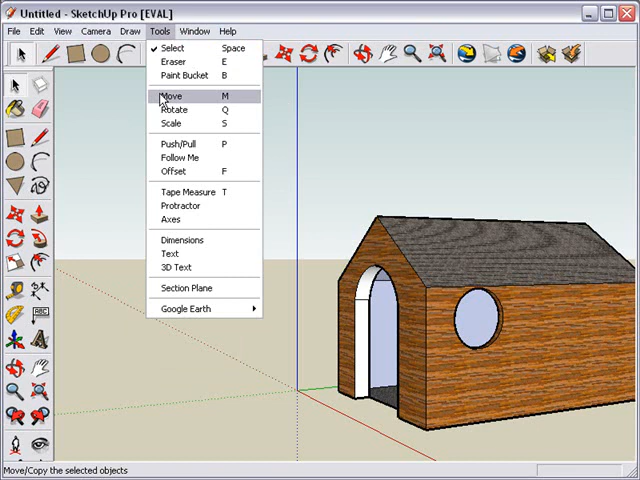 Untitled - SketchUp Pro [EVAL]
File Edit View Camera Draw Tools Window Help
Select Space
Eraser E
Paint Bucket B
Move M
Rotate Q
Scale S
Push/Pull P
Follow Me
Offset F
Tape Measure T
Protractor
Axes
Dimensions
Text
3D Text
Section Plane
Google Earth
ABC
Move/Copy the selected objects